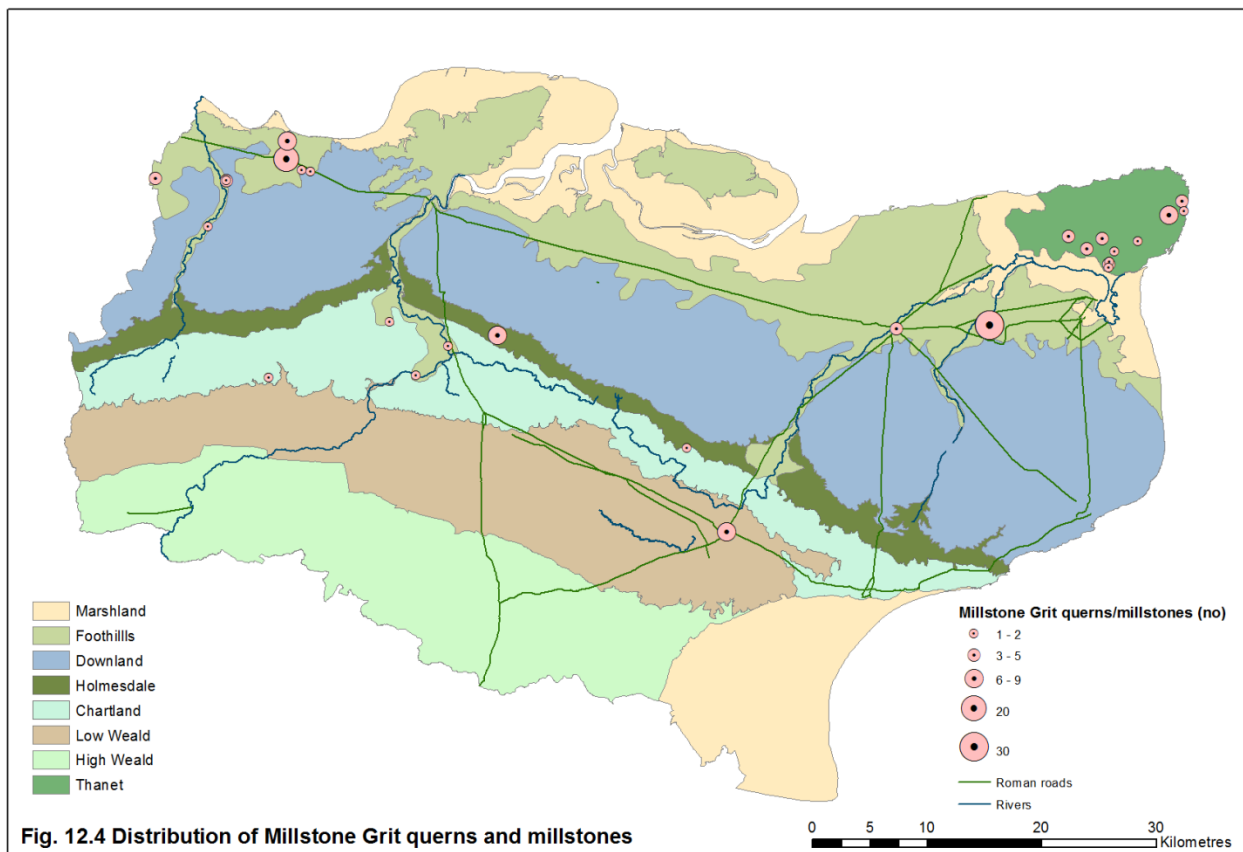 Marshland
Foothillls
Downland
Holmesdale
Chartland
Low Weald
High Weald
Thanet
Fig. 12.4 Distribution of Millstone Grit querns and millstones
Millstone Grit querns/millstones (no)
1 - 2
3 - 5
6 - 9
20
30
Roman roads
Rivers
0 5 10 20 30
Kilometres